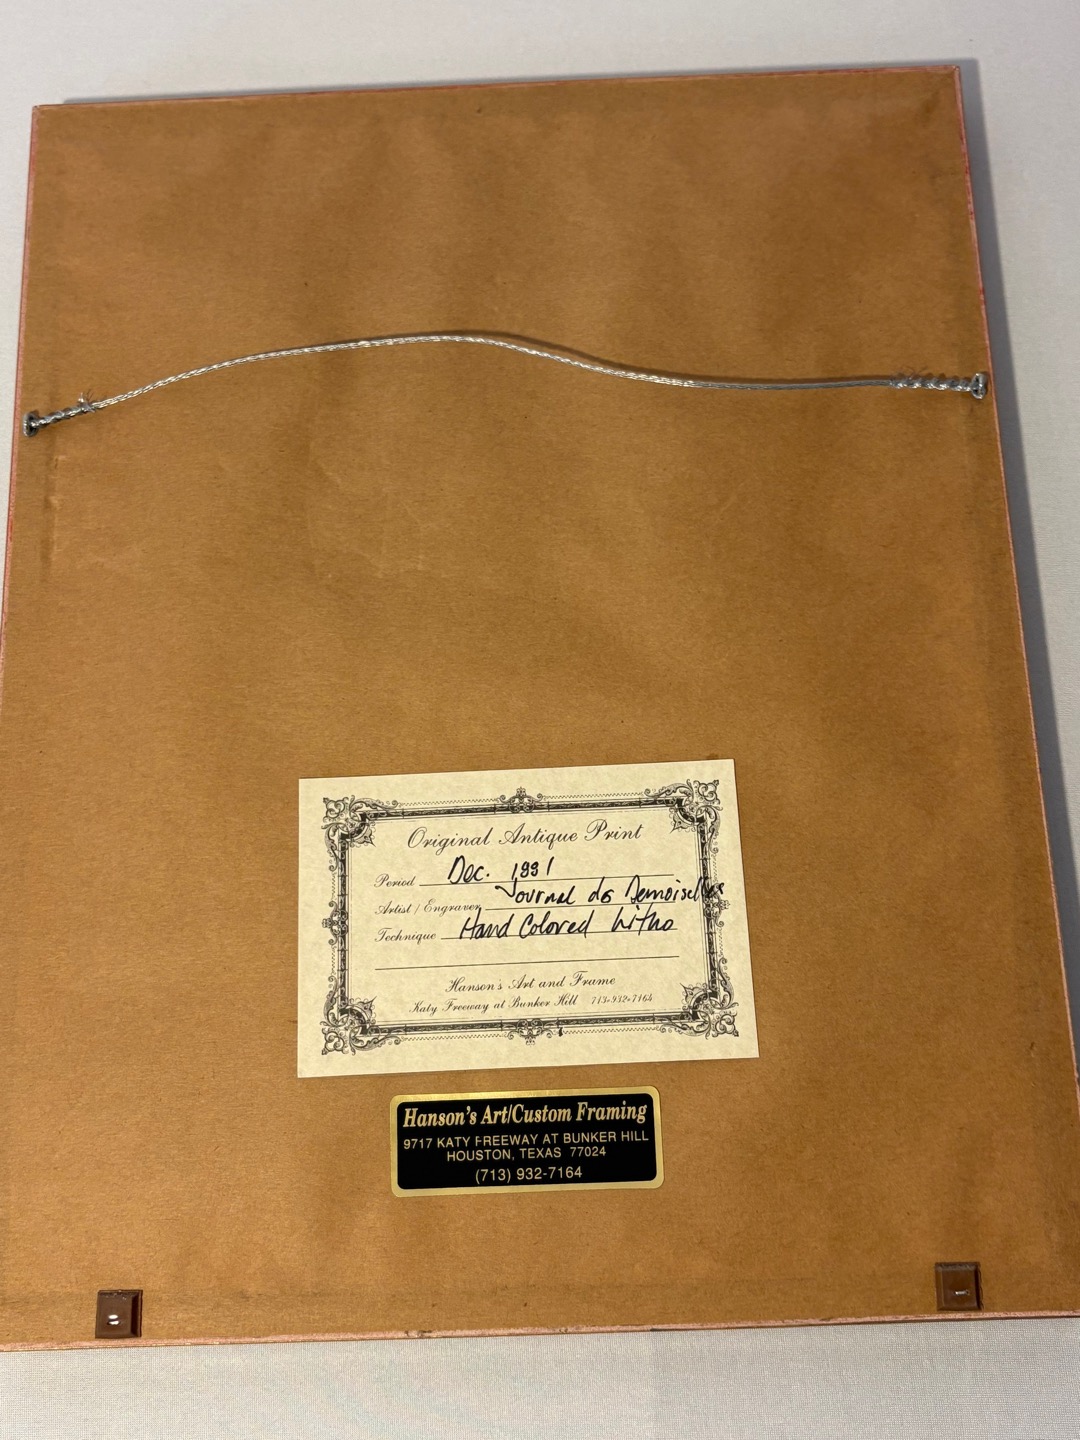 Original Antique Print
Period Dec. 1991
Artist / Engraver Journal des Demoiselles
Technique Hand Colored Litho
Hanson's Art and Frame
Katy Freeway at Bunker Hill 713-932-7164
Hanson's Art/Custom Framing
9717 KATY FREEWAY AT BUNKER HILL
HOUSTON, TEXAS 77024
(713) 932-7164